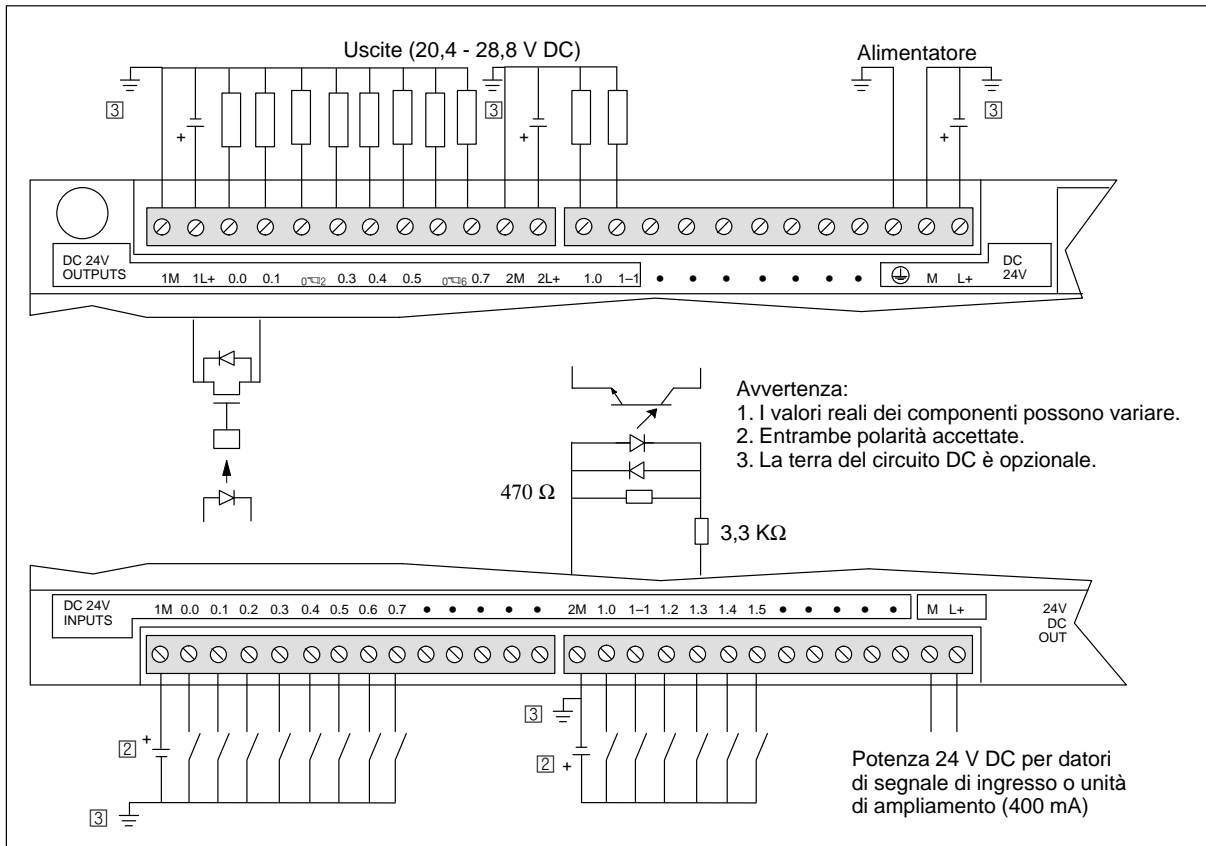 Uscite (20,4 - 28,8 V DC)
Alimentatore
3
3
3
+
+
+
DC 24V
OUTPUTS
1M 1L+ 0.0 0.1 0.3 0.4 0.5 0.7 2M 2L+ 1.0 1–1 • • • • • • • M L+
DC
24V
Avvertenza:
1. I valori reali dei componenti possono variare.
2. Entrambe polarità accettate.
3. La terra del circuito DC è opzionale.
470 Ω
3,3 KΩ
DC 24V
INPUTS
1M 0.0 0.1 0.2 0.3 0.4 0.5 0.6 0.7 • • • • • 2M 1.0 1–1 1.2 1.3 1.4 1.5 • • • • • M L+
24V
DC
OUT
3
2 +
2 +
3
Potenza 24 V DC per datori
di segnale di ingresso o unità
di ampliamento (400 mA)